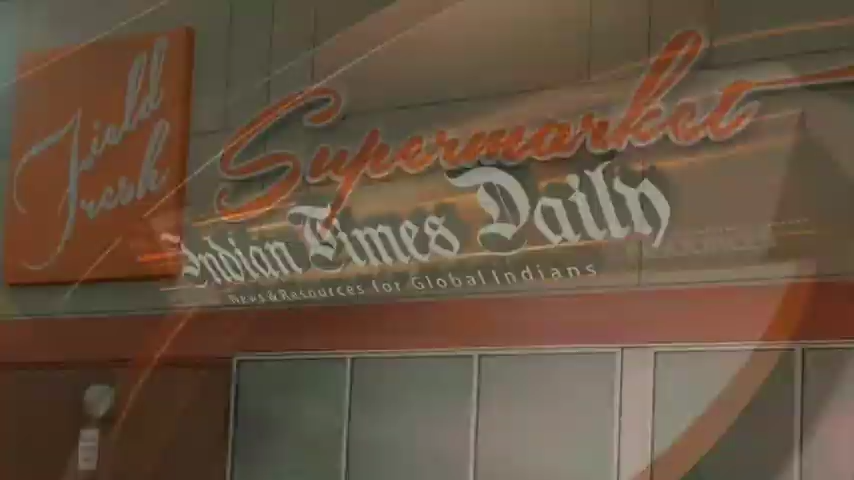 Field
Fresh
Supermarket
Indian Times Daily
News & Resources for Global Indians